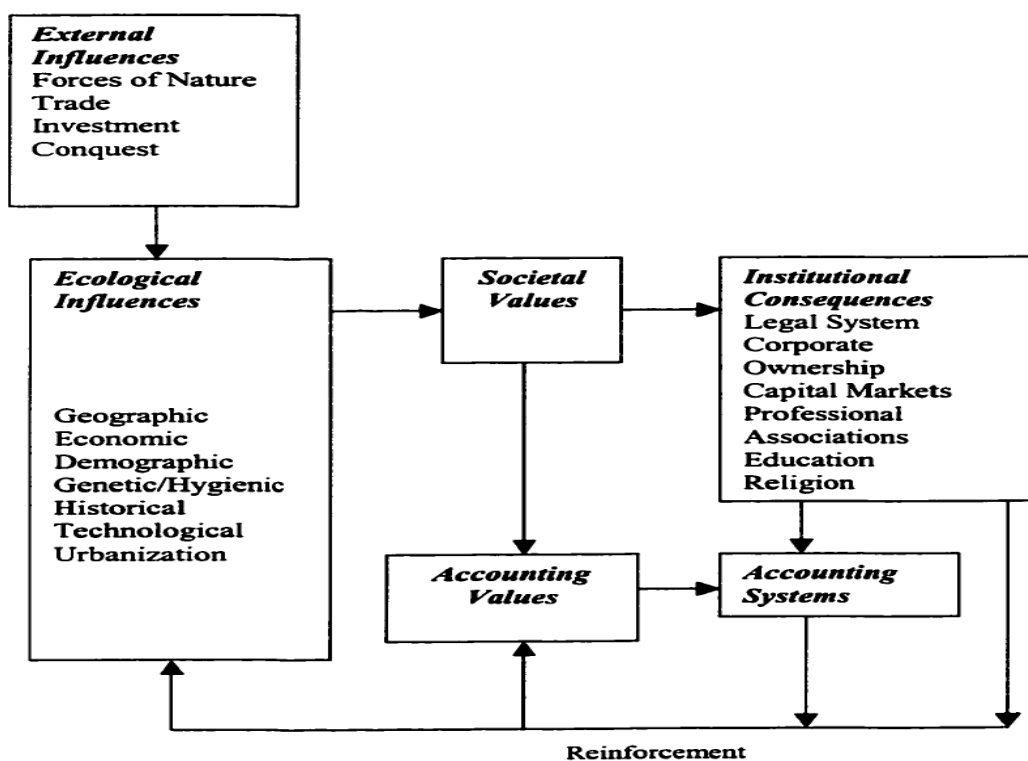 External
Influences
Forces of Nature
Trade
Investment
Conquest
Ecological
Influences
Geographic
Economic
Demographic
Genetic/Hygienic
Historical
Technological
Urbanization
Societal
Values
Institutional
Consequences
Legal System
Corporate
Ownership
Capital Markets
Professional
Associations
Education
Religion
Accounting
Values
Accounting
Systems
Reinforcement